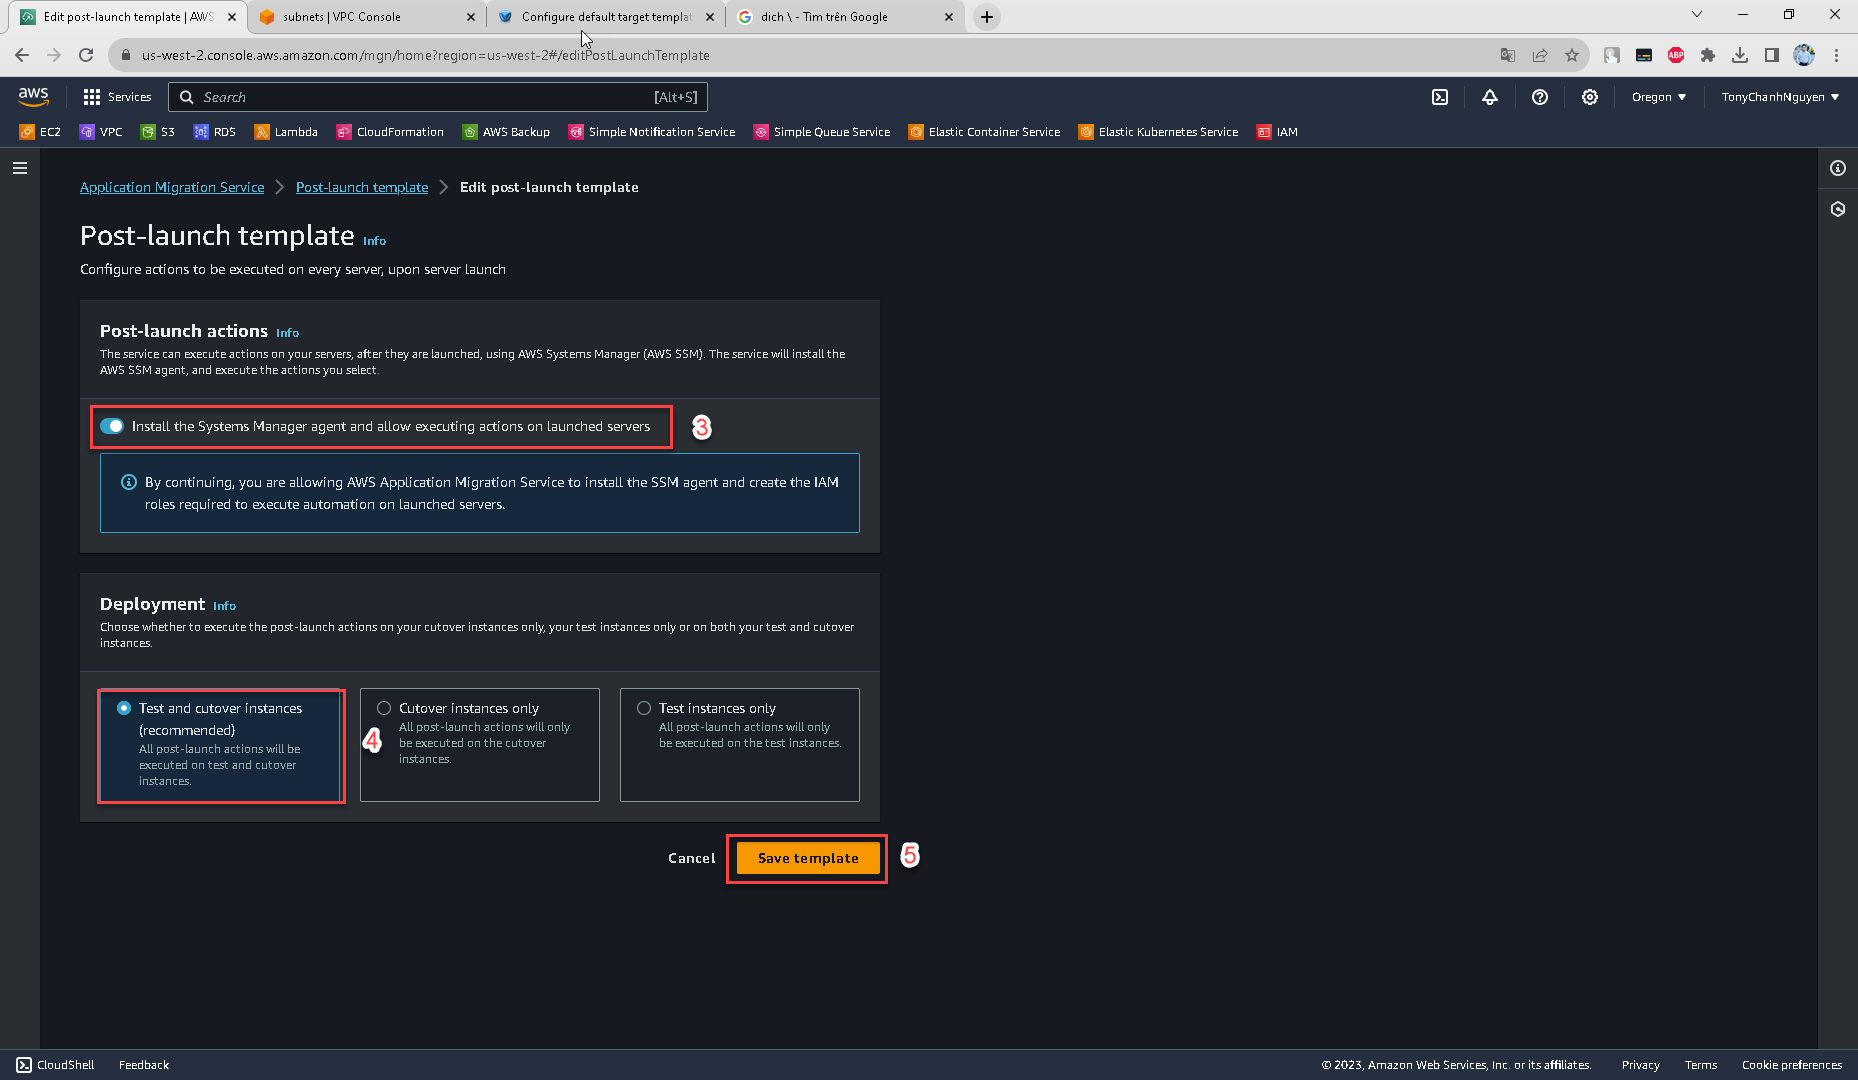 Edit post-launch template | AWS
subnets | VPC Console
Configure default target templat
dich \ - Tìm trên Google
us-west-2.console.aws.amazon.com/mgn/home?region=us-west-2#/editPostLaunchTemplate
ABP
aws
Services
Search
[Alt+S]
Oregon
TonyChanhNguyen
EC2
VPC
S3
RDS
Lambda
CloudFormation
AWS Backup
Simple Notification Service
Simple Queue Service
Elastic Container Service
Elastic Kubernetes Service
IAM
Application Migration Service
Post-launch template
Edit post-launch template
Post-launch template Info
Configure actions to be executed on every server, upon server launch
Post-launch actions Info
The service can execute actions on your servers, after they are launched, using AWS Systems Manager (AWS SSM). The service will install the
AWS SSM agent, and execute the actions you select.
Install the Systems Manager agent and allow executing actions on launched servers
3
By continuing, you are allowing AWS Application Migration Service to install the SSM agent and create the IAM
roles required to execute automation on launched servers.
Deployment Info
Choose whether to execute the post-launch actions on your cutover instances only, your test instances only or on both your test and cutover
instances.
Test and cutover instances
(recommended)
All post-launch actions will be
executed on test and cutover
instances.
4
Cutover instances only
All post-launch actions will only
be executed on the cutover
instances.
Test instances only
All post-launch actions will only
be executed on the test instances.
Cancel
Save template
5
CloudShell
Feedback
© 2023, Amazon Web Services, Inc. or its affiliates.
Privacy
Terms
Cookie preferences